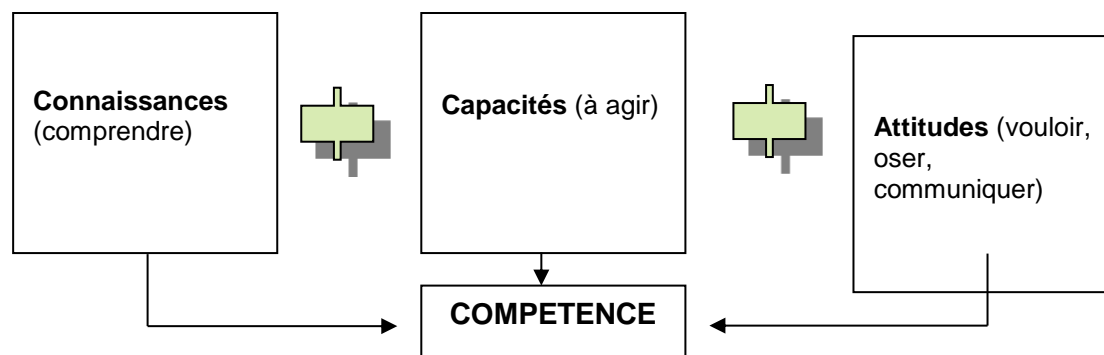 Connaissances
(comprendre)
Capacités (à agir)
Attitudes (vouloir,
oser,
communiquer)
COMPETENCE